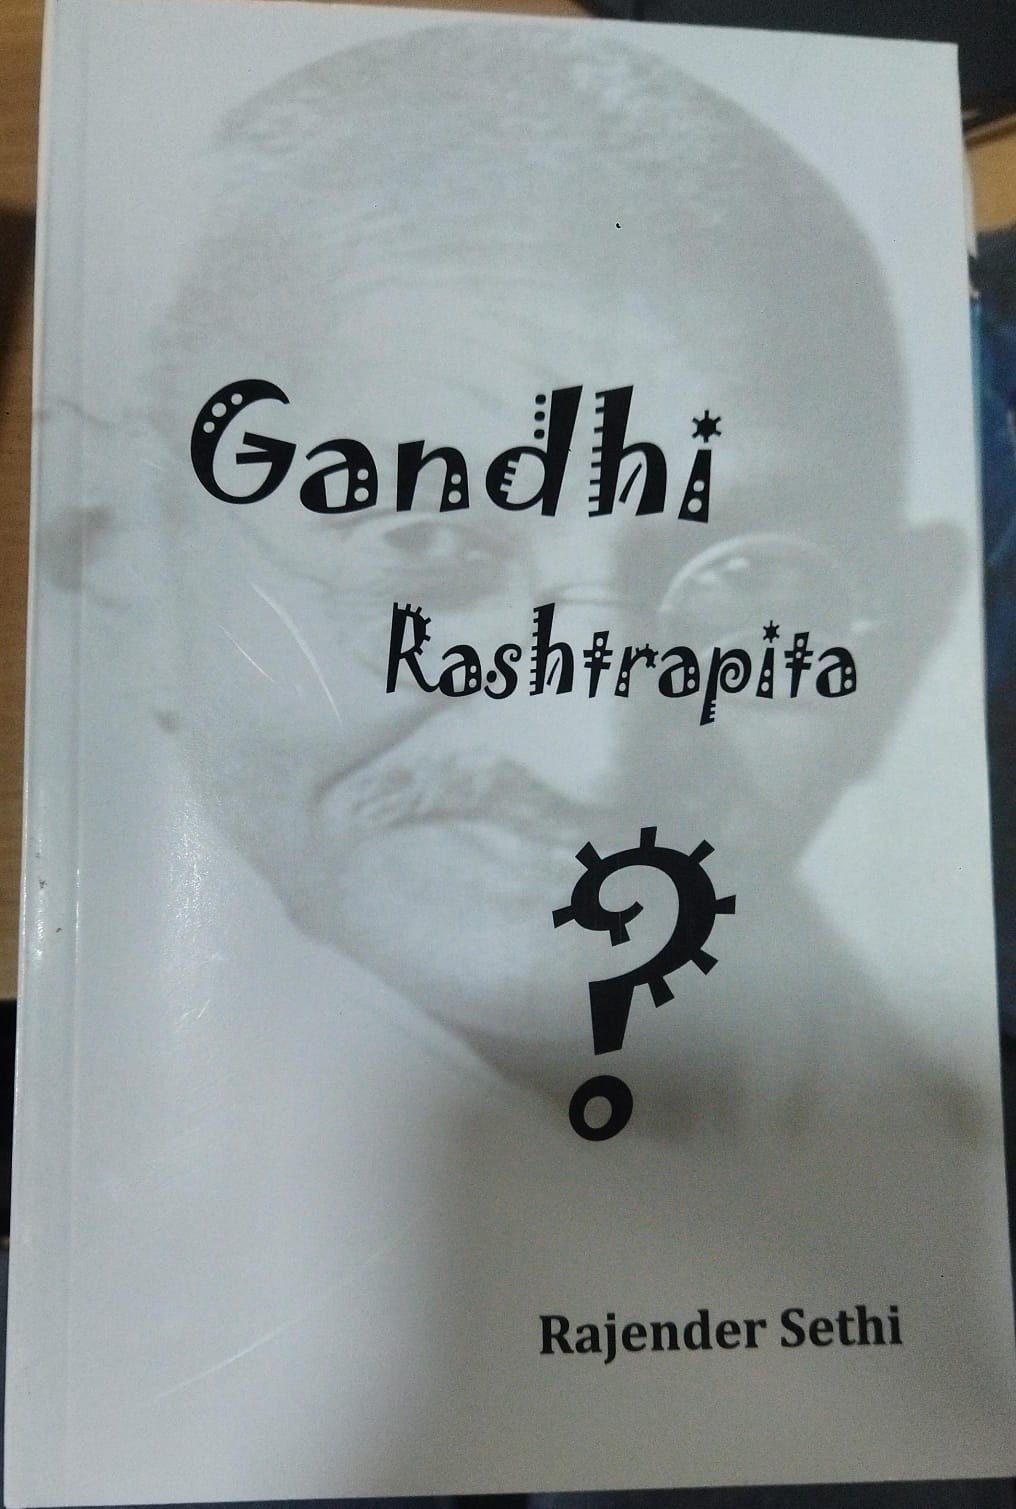 Gandhi
Rashtrapita
?
Rajender Sethi